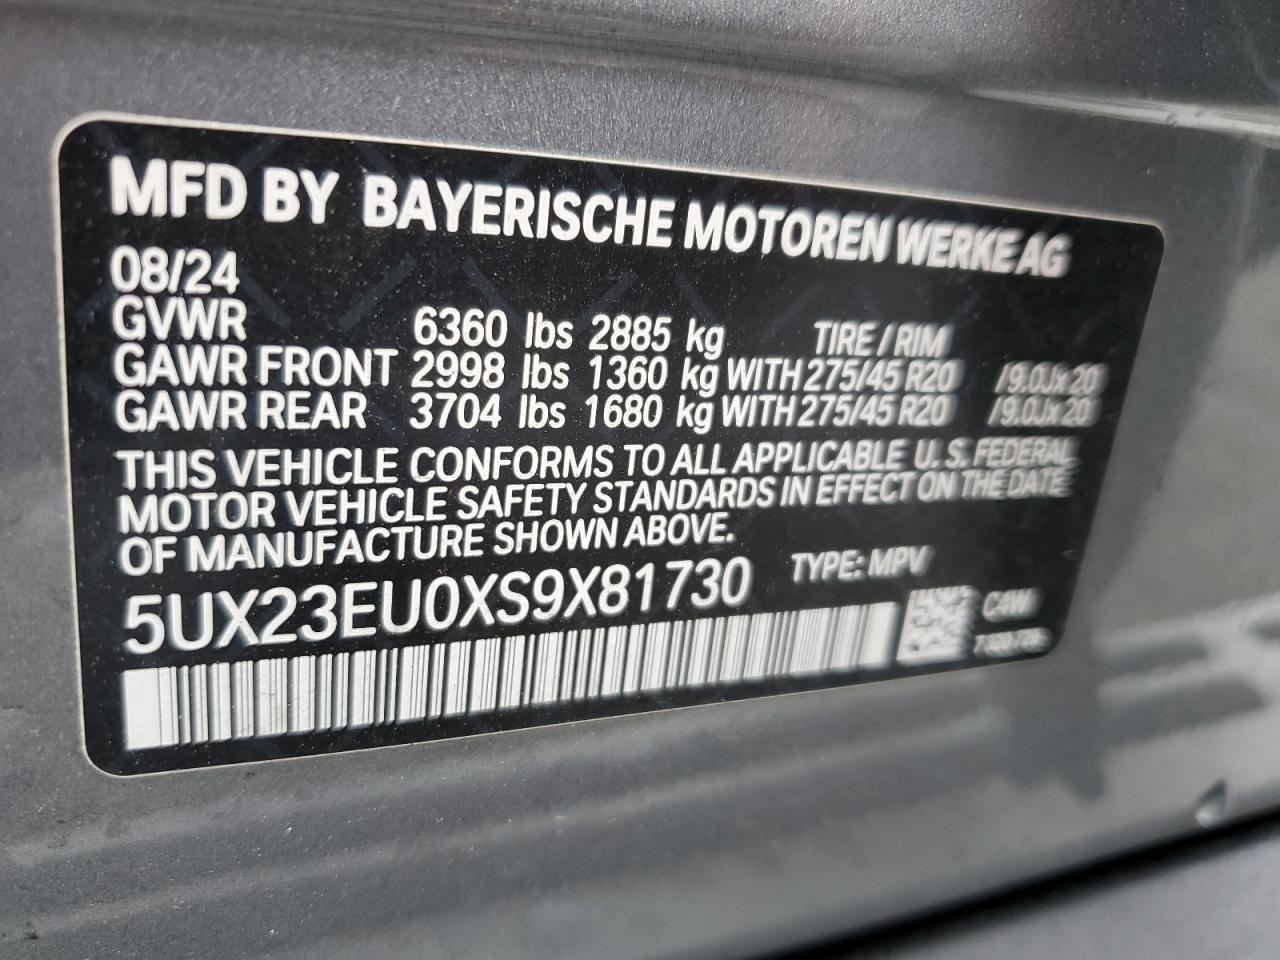 MFD BY BAYERISCHE MOTOREN WERKE AG
08/24
GVWR 6360 lbs 2885 kg TIRE / RIM
GAWR FRONT 2998 lbs 1360 kg WITH 275/45 R20 /9.0Jx20
GAWR REAR 3704 lbs 1680 kg WITH 275/45 R20 /9.0Jx20
THIS VEHICLE CONFORMS TO ALL APPLICABLE U.S. FEDERAL
MOTOR VEHICLE SAFETY STANDARDS IN EFFECT ON THE DATE
OF MANUFACTURE SHOWN ABOVE.
5UX23EU0XS9X81730 TYPE: MPV
C4W